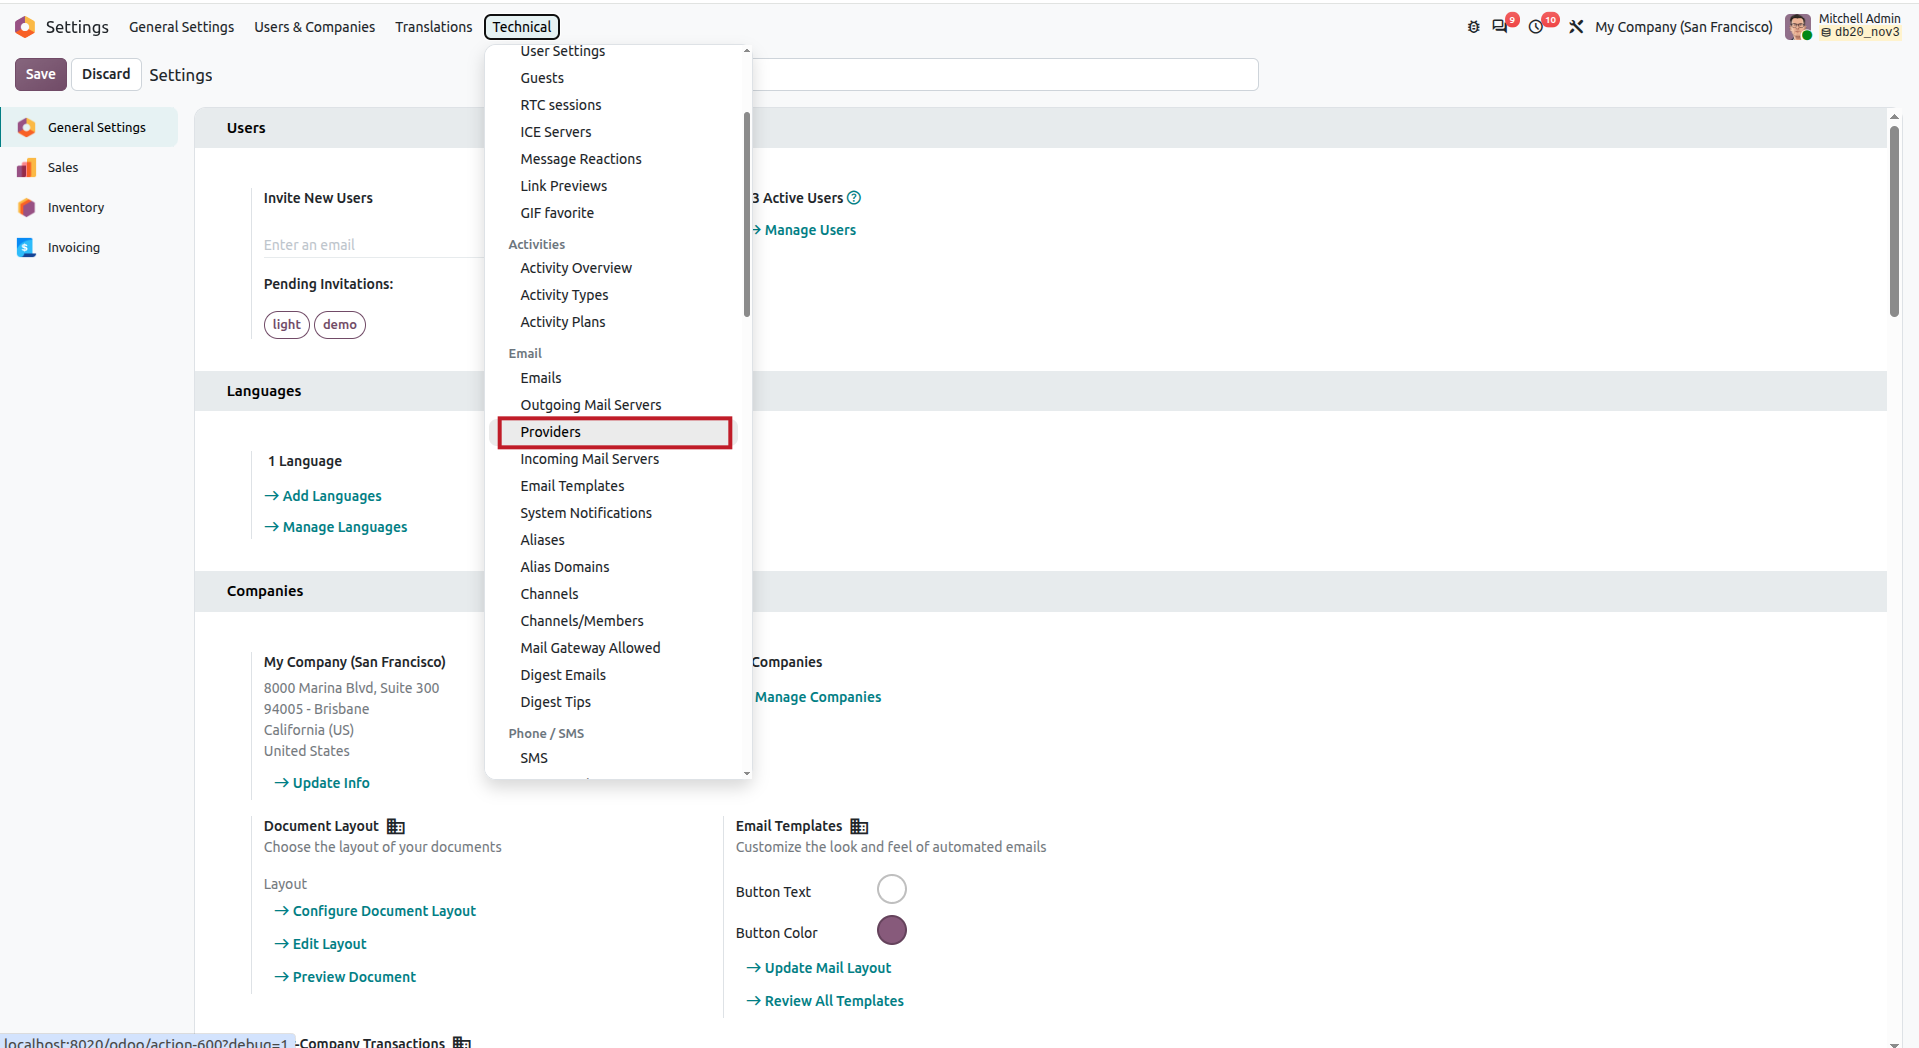 Settings
General Settings
Users & Companies
Translations
Technical
9
10
My Company (San Francisco)
Mitchell Admin
db20_nov3
Save
Discard
Settings
General Settings
Sales
Inventory
Invoicing
User Settings
Guests
RTC sessions
ICE Servers
Message Reactions
Link Previews
GIF favorite
Activities
Activity Overview
Activity Types
Activity Plans
Email
Emails
Outgoing Mail Servers
Providers
Incoming Mail Servers
Email Templates
System Notifications
Aliases
Alias Domains
Channels
Channels/Members
Mail Gateway Allowed
Digest Emails
Digest Tips
Phone / SMS
SMS
Users
Invite New Users
Enter an email
Pending Invitations:
light
demo
3 Active Users
Manage Users
Languages
1 Language
Add Languages
Manage Languages
Companies
My Company (San Francisco)
8000 Marina Blvd, Suite 300
94005 - Brisbane
California (US)
United States
Update Info
Companies
Manage Companies
Document Layout
Choose the layout of your documents
Layout
Configure Document Layout
Edit Layout
Preview Document
Email Templates
Customize the look and feel of automated emails
Button Text
Button Color
Update Mail Layout
Review All Templates
-Company Transactions
localhost:8020/odoo/action-600?debug=1